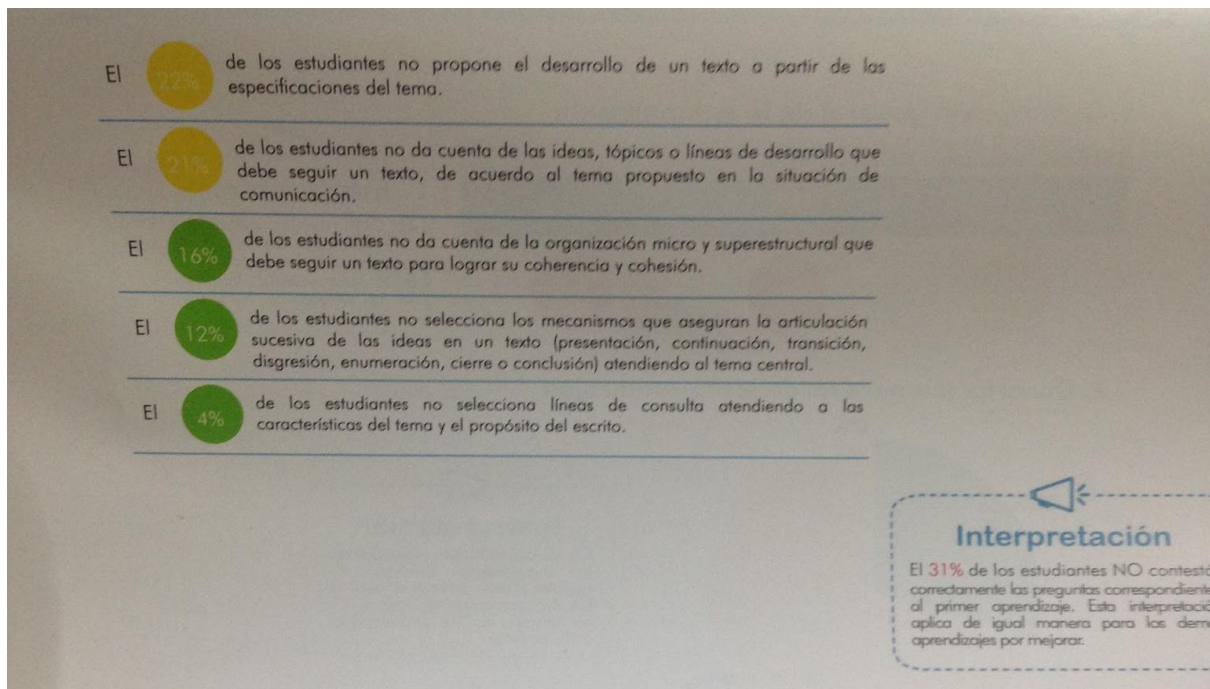 El 22% de los estudiantes no propone el desarrollo de un texto a partir de las
especificaciones del tema.
El 21% de los estudiantes no da cuenta de las ideas, tópicos o líneas de desarrollo que
debe seguir un texto, de acuerdo al tema propuesto en la situación de
comunicación.
El 16% de los estudiantes no da cuenta de la organización micro y superestructural que
debe seguir un texto para lograr su coherencia y cohesión.
El 12% de los estudiantes no selecciona los mecanismos que aseguran la articulación
sucesiva de las ideas en un texto (presentación, continuación, transición,
disgresión, enumeración, cierre o conclusión) atendiendo al tema central.
El 4% de los estudiantes no selecciona líneas de consulta atendiendo a las
características del tema y el propósito del escrito.
Interpretación
El 31% de los estudiantes NO contestó
correctamente las preguntas correspondiente
al primer aprendizaje. Esta interpretació
aplica de igual manera para los dem
aprendizajes por mejorar.